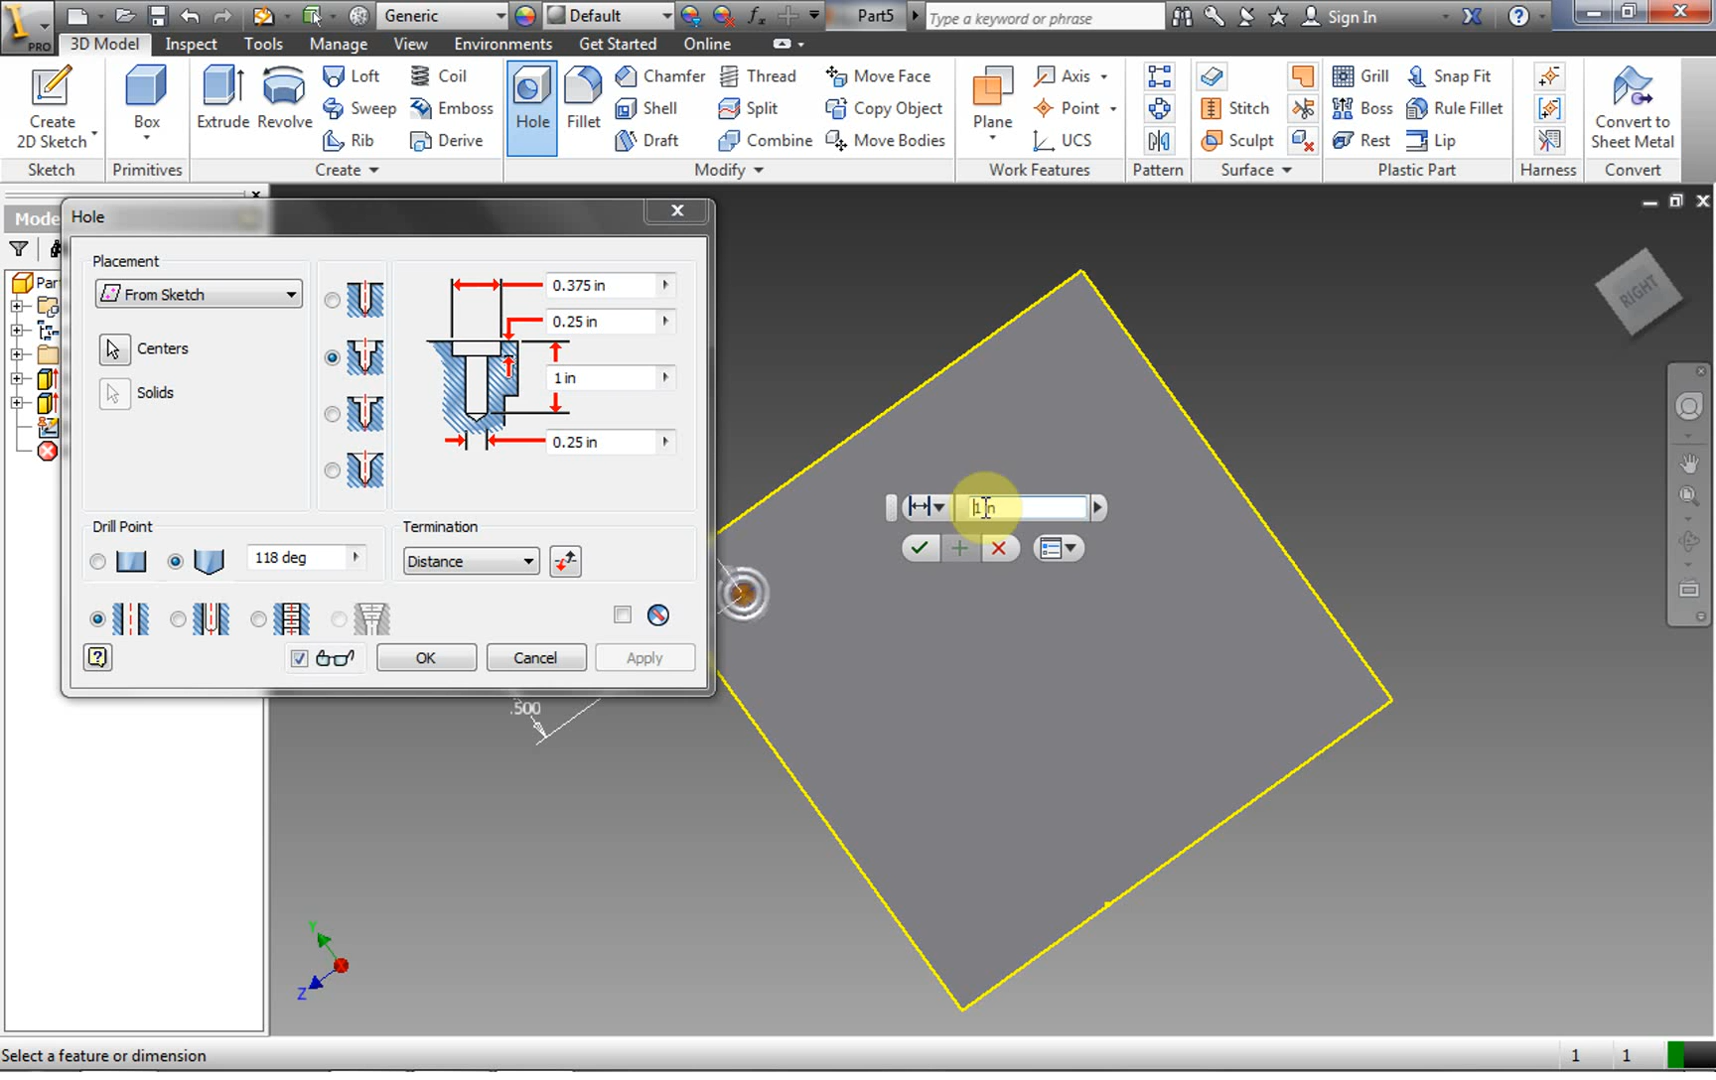 PRO
Generic
Default
fx
Part5
Type a keyword or phrase
Sign In
?
3D Model
Inspect
Tools
Manage
View
Environments
Get Started
Online
Create
2D Sketch
Box
Extrude
Revolve
Loft
Sweep
Rib
Coil
Emboss
Derive
Hole
Fillet
Chamfer
Shell
Draft
Thread
Split
Combine
Move Face
Copy Object
Move Bodies
Plane
Axis
Point
UCS
Stitch
Sculpt
Grill
Boss
Rest
Snap Fit
Rule Fillet
Lip
Convert to
Sheet Metal
Sketch
Primitives
Create
Modify
Work Features
Pattern
Surface
Plastic Part
Harness
Convert
Mode
Hole
Placement
From Sketch
Centers
Solids
0.375 in
0.25 in
1 in
0.25 in
Drill Point
118 deg
Termination
Distance
?
OK
Cancel
Apply
Par
RIGHT
1 in
.500
Y
Z
Select a feature or dimension
1
1